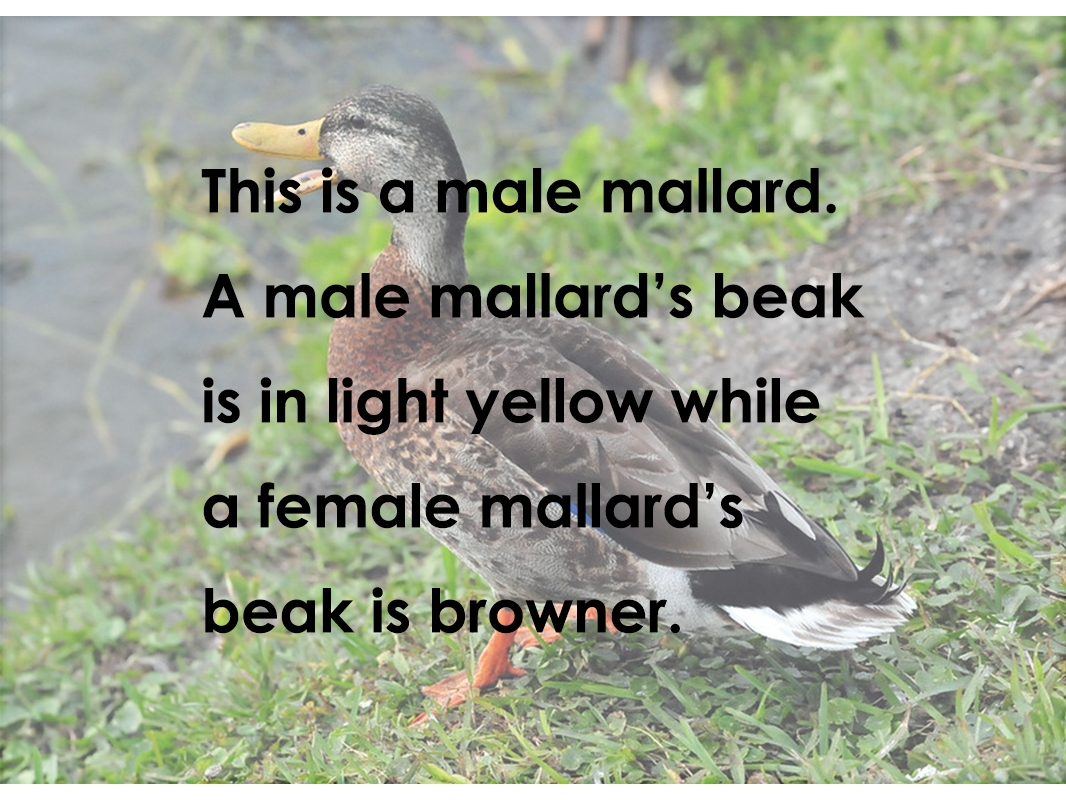 This is a male mallard.
A male mallard’s beak
is in light yellow while
a female mallard’s
beak is browner.